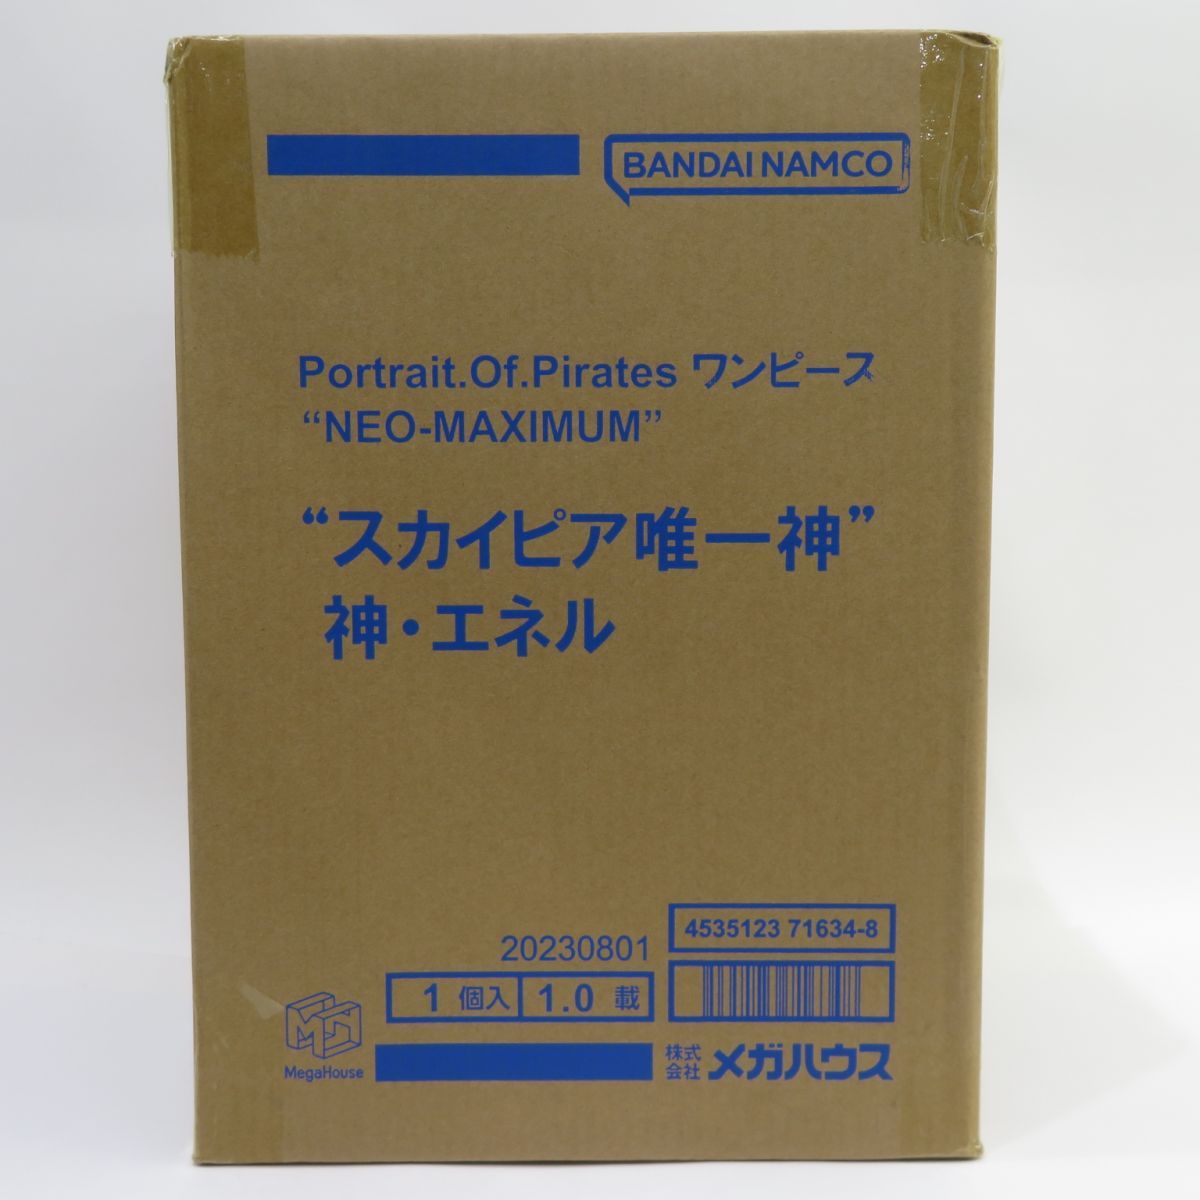 BANDAI NAMCO
Portrait.Of.Pirates ワンピース
“NEO-MAXIMUM”
“スカイピア唯一神”
神・エネル
4535123 71634-8
20230801
1 個入 1.0 載
MegaHouse
株式会社 メガハウス